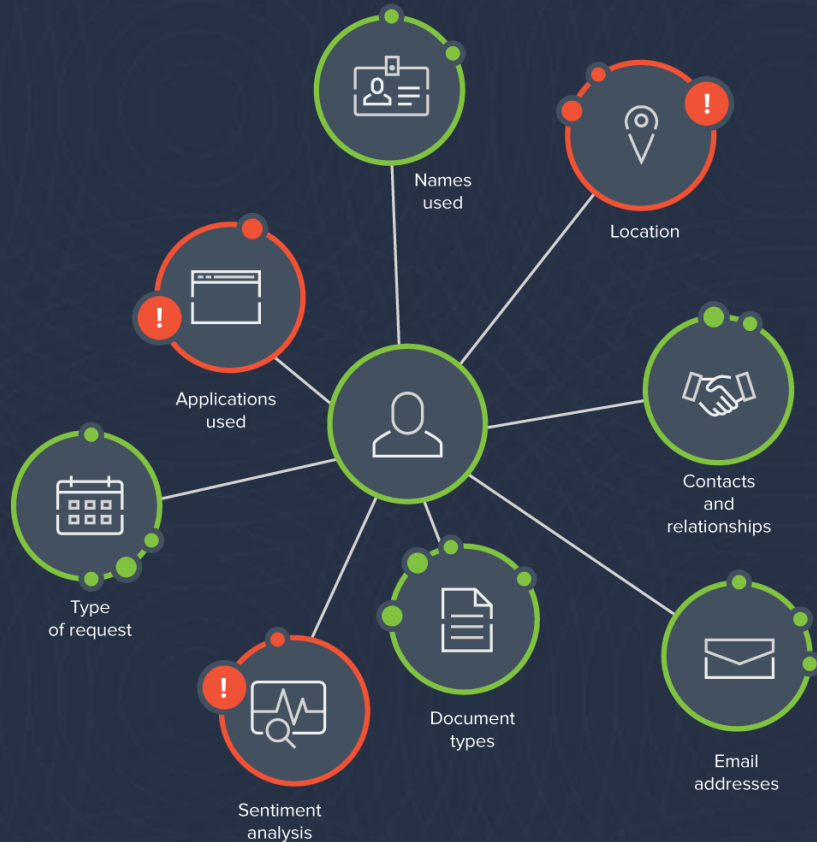 Names
used
!
Location
!
Applications
used
Contacts
and
relationships
Type
of request
!
Document
types
Email
addresses
Sentiment
analysis